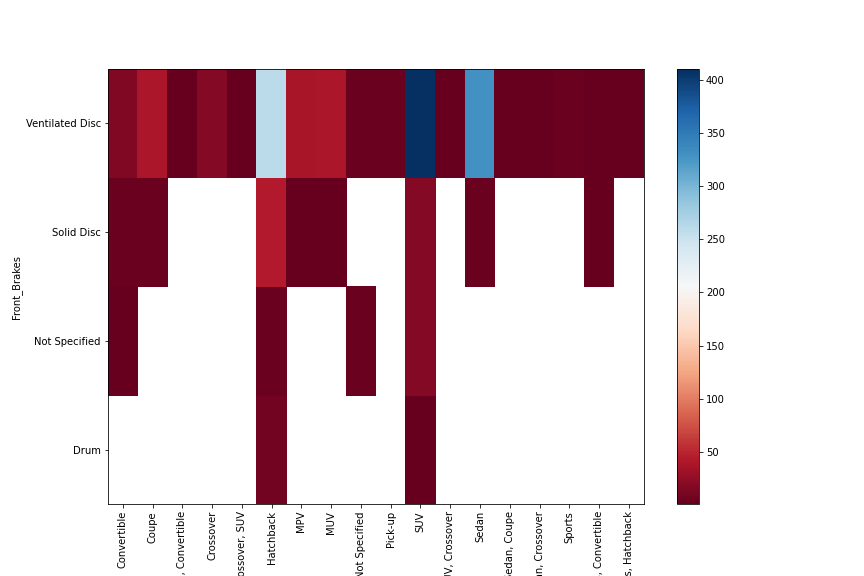 Front_Brakes
Ventilated Disc
Solid Disc
Not Specified
Drum
Convertible
Coupe
, Convertible
Crossover
ossover, SUV
Hatchback
MPV
MUV
Not Specified
Pick-up
SUV
, Crossover
Sedan
edan, Coupe
n, Crossover
Sports
, Convertible
s, Hatchback
400
350
300
250
200
150
100
50